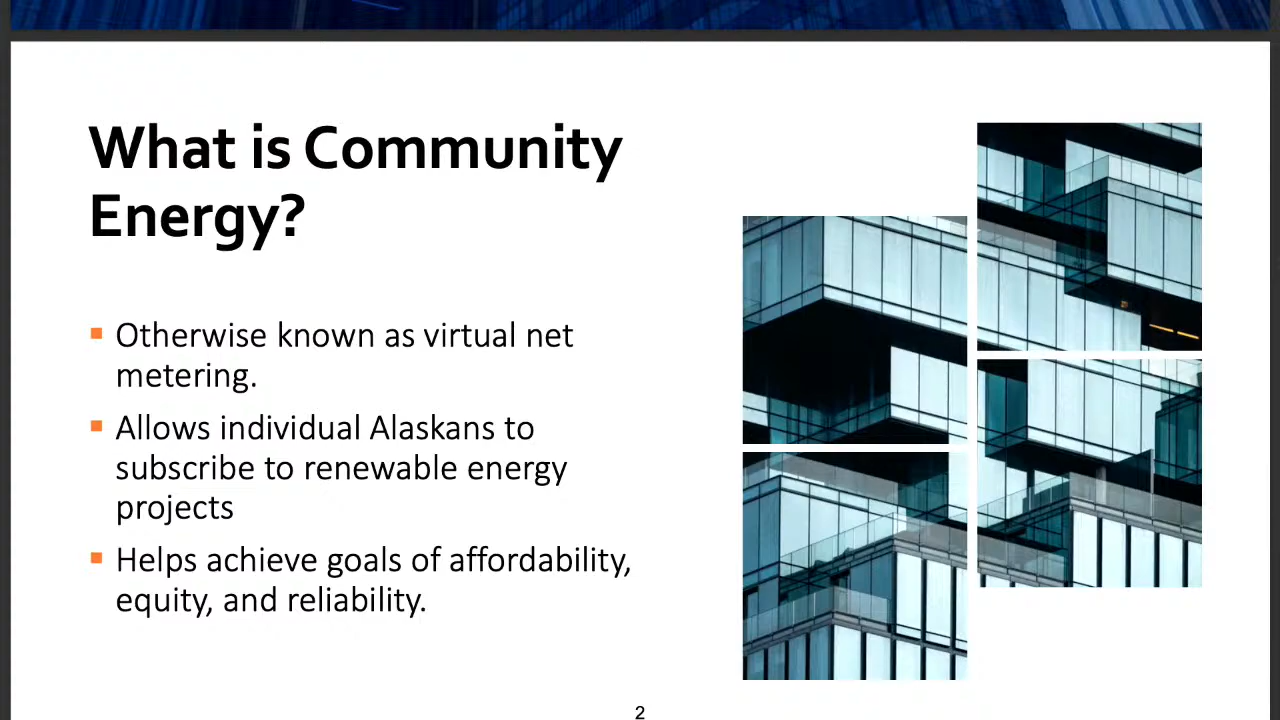 What is Community
Energy?
Otherwise known as virtual net
metering.
Allows individual Alaskans to
subscribe to renewable energy
projects
Helps achieve goals of affordability,
equity, and reliability.
2